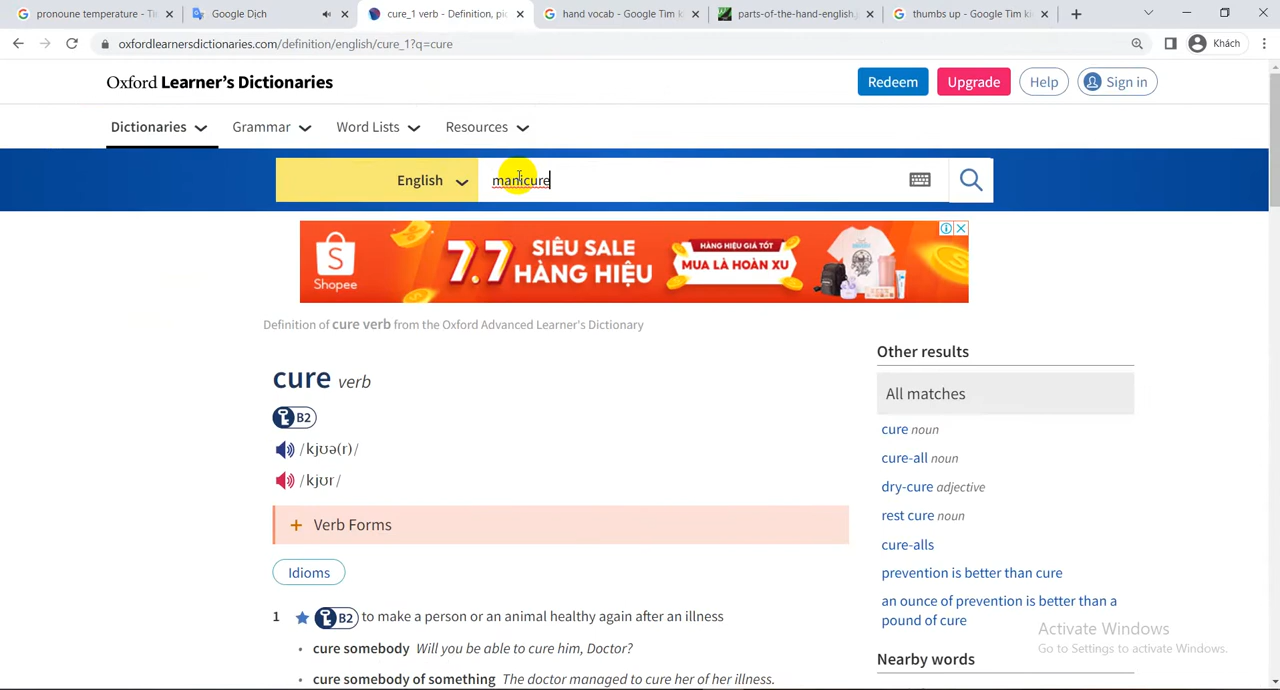 pronoune temperature - Tì
Google Dịch
cure_1 verb - Definition, pi
hand vocab - Google Tìm k
parts-of-the-hand-english.j
thumbs up - Google Tìm ki
oxfordlearnersdictionaries.com/definition/english/cure_1?q=cure
Khách
Oxford Learner's Dictionaries
Redeem
Upgrade
Help
Sign in
Dictionaries
Grammar
Word Lists
Resources
English
manicure
Shopee
7.7 SIÊU SALE
HÀNG HIỆU
HÀNG HIỆU GIÁ TỐT
MUA LÀ HOÀN XU
Definition of cure verb from the Oxford Advanced Learner's Dictionary
cure verb
B2
/kjʊə(r)/
/kjʊr/
+ Verb Forms
Idioms
1 B2 to make a person or an animal healthy again after an illness
• cure somebody Will you be able to cure him, Doctor?
• cure somebody of something The doctor managed to cure her of her illness.
Other results
All matches
cure noun
cure-all noun
dry-cure adjective
rest cure noun
cure-alls
prevention is better than cure
an ounce of prevention is better than a
pound of cure
Nearby words
Activate Windows
Go to Settings to activate Windows.